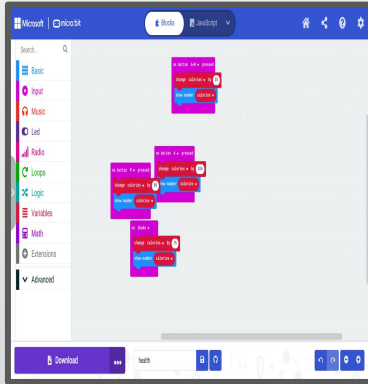 Microsoft | micro:bit
Blocks
JavaScript
Search...
Basic
Input
Music
Led
Radio
Loops
Logic
Variables
Math
Extensions
Advanced
on button A+B pressed
change calories by
show number calories
on button A pressed
change calories by
show number calories
on button B pressed
change calories by
show number calories
on shake
change calories by
show number calories
Download
health